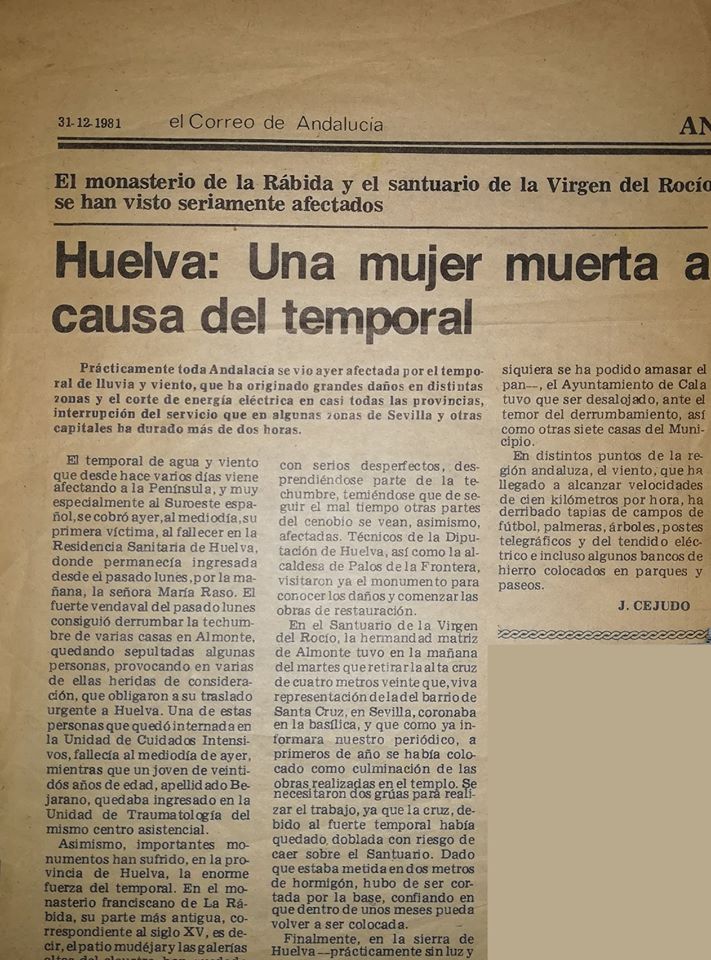 31-12-1981 el Correo de Andalucía AN
El monasterio de la Rábida y el santuario de la Virgen del Rocío
se han visto seriamente afectados
Huelva: Una mujer muerta a
causa del temporal
Prácticamente toda Andalacía se vio ayer afectada por el tempo-
ral de lluvia y viento, que ha originado grandes daños en distintas
zonas y el corte de energía eléctrica en casi todas las provincias,
interrupción del servicio que en algunas zonas de Sevilla y otras
capitales ha durado más de dos horas.
El temporal de agua y viento
que desde hace varios días viene
afectando a la Península, y muy
especialmente al Suroeste espa-
ñol, se cobró ayer, al mediodía, su
primera víctima, al fallecer en la
Residencia Sanitaria de Huelva,
donde permanecía ingresada
desde el pasado lunes, por la ma-
ñana, la señora María Raso. El
fuerte vendaval del pasado lunes
consiguió derrumbar la techum-
bre de varias casas en Almonte,
quedando sepultadas algunas
personas, provocando en varias
de ellas heridas de considera-
ción, que obligaron a su traslado
urgente a Huelva. Una de estas
personas que quedó internada en
la Unidad de Cuidados Intensi-
vos, fallecía al mediodía de ayer,
mientras que un joven de veinti-
dós años de edad, apellidado Be-
jarano, quedaba ingresado en la
Unidad de Traumatología del
mismo centro asistencial.
Asimismo, importantes mo-
numentos han sufrido, en la pro-
vincia de Huelva, la enorme
fuerza del temporal. En el mo-
nasterio franciscano de La Rá-
bida, su parte más antigua, co-
rrespondiente al siglo XV, es de-
cir, el patio mudéjar y las galerías
con serios desperfectos, des-
prendiéndose parte de la te-
chumbre, temiéndose que de se-
guir el mal tiempo otras partes
del cenobio se vean, asimismo,
afectadas. Técnicos de la Dipu-
tación de Huelva, así como la al-
caldesa de Palos de la Frontera,
visitaron ya el monumento para
conocer los daños y comenzar las
obras de restauración.
En el Santuario de la Virgen
del Rocío, la hermandad matriz
de Almonte tuvo en la mañana
del martes que retirar la alta cruz
de cuatro metros veinte que, viva
representación de la del barrio de
Santa Cruz, en Sevilla, coronaba
en la basílica, y que como ya in-
formara nuestro periódico, a
primeros de año se había colo-
cado como culminación de las
obras realizadas en el templo. Se
necesitaron dos grúas para reali-
zar el trabajo, ya que la cruz, de-
bido al fuerte temporal había
quedado, doblada con riesgo de
caer sobre el Santuario. Dado
que estaba metida en dos metros
de hormigón, hubo de ser cor-
tada por la base, confiando en
que dentro de unos meses pueda
volver a ser colocada.
Finalmente, en la sierra de
Huelva —prácticamente sin luz y
siquiera se ha podido amasar el
pan—, el Ayuntamiento de Cala
tuvo que ser desalojado, ante el
temor del derrumbamiento, así
como otras siete casas del Muni-
cipio.
En distintos puntos de la re-
gión andaluza, el viento, que ha
llegado a alcanzar velocidades
de cien kilómetros por hora, ha
derribado tapias de campos de
fútbol, palmeras, árboles, postes
telegráficos y del tendido eléc-
trico e incluso algunos bancos de
hierro colocados en parques y
paseos.
J. CEJUDO